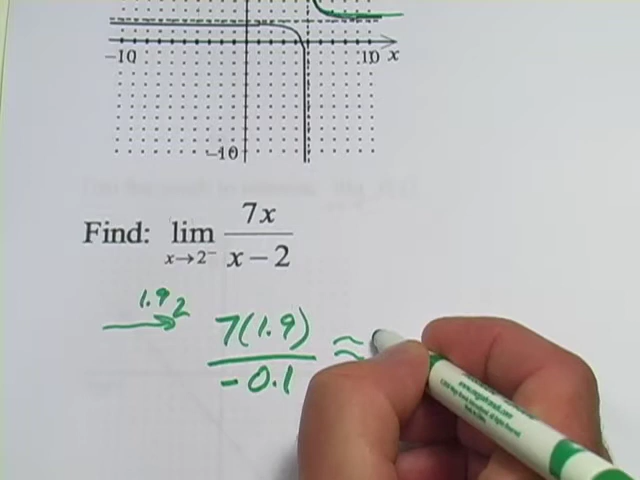 -10 10 x
-10
Find: lim x→2⁻ 7x / x − 2
1.9 2
7(1.9) / -0.1 ≈